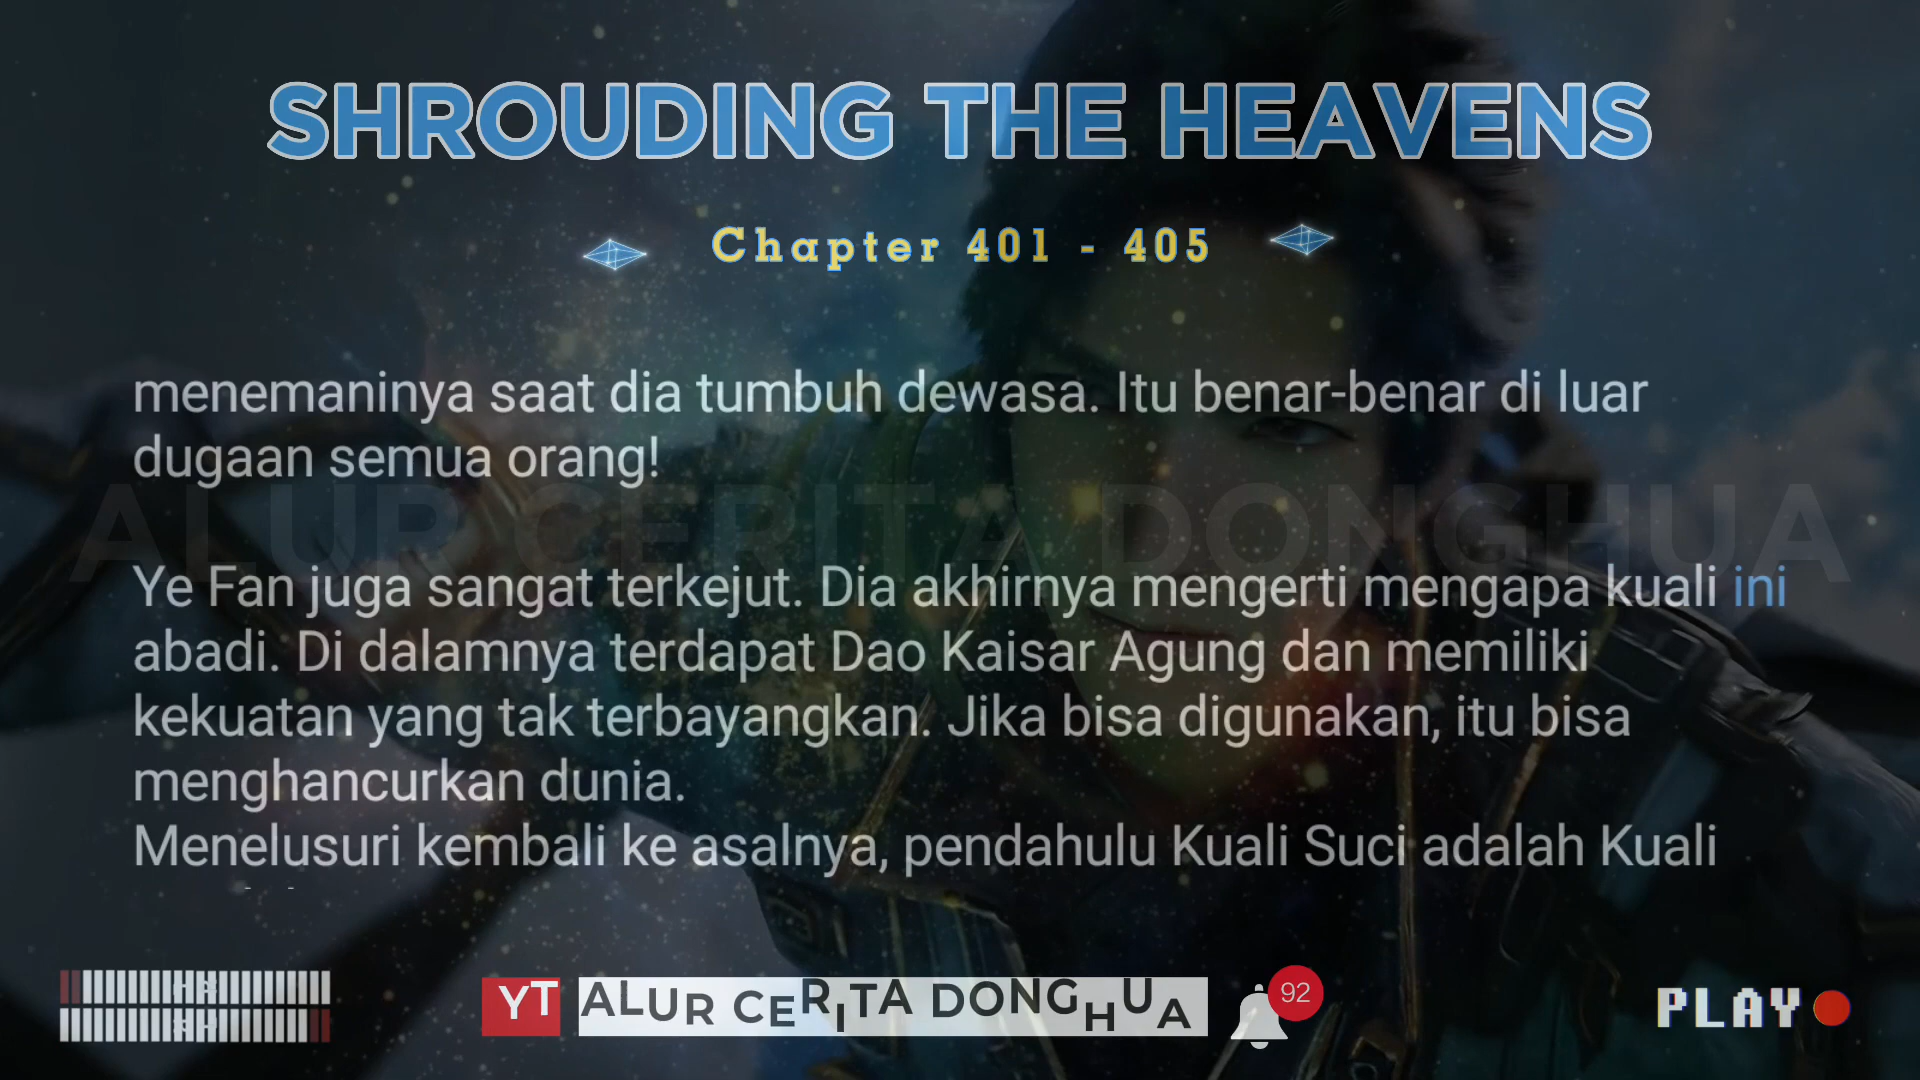 SHROUDING THE HEAVENS
Chapter 401 - 405
menemaninya saat dia tumbuh dewasa. Itu benar-benar di luar
dugaan semua orang!
ALUR CERITA DONGHUA
Ye Fan juga sangat terkejut. Dia akhirnya mengerti mengapa kuali ini
abadi. Di dalamnya terdapat Dao Kaisar Agung dan memiliki
kekuatan yang tak terbayangkan. Jika bisa digunakan, itu bisa
menghancurkan dunia.
Menelusuri kembali ke asalnya, pendahulu Kuali Suci adalah Kuali
YT ALUR CERITA DONGHUA
92
PLAY